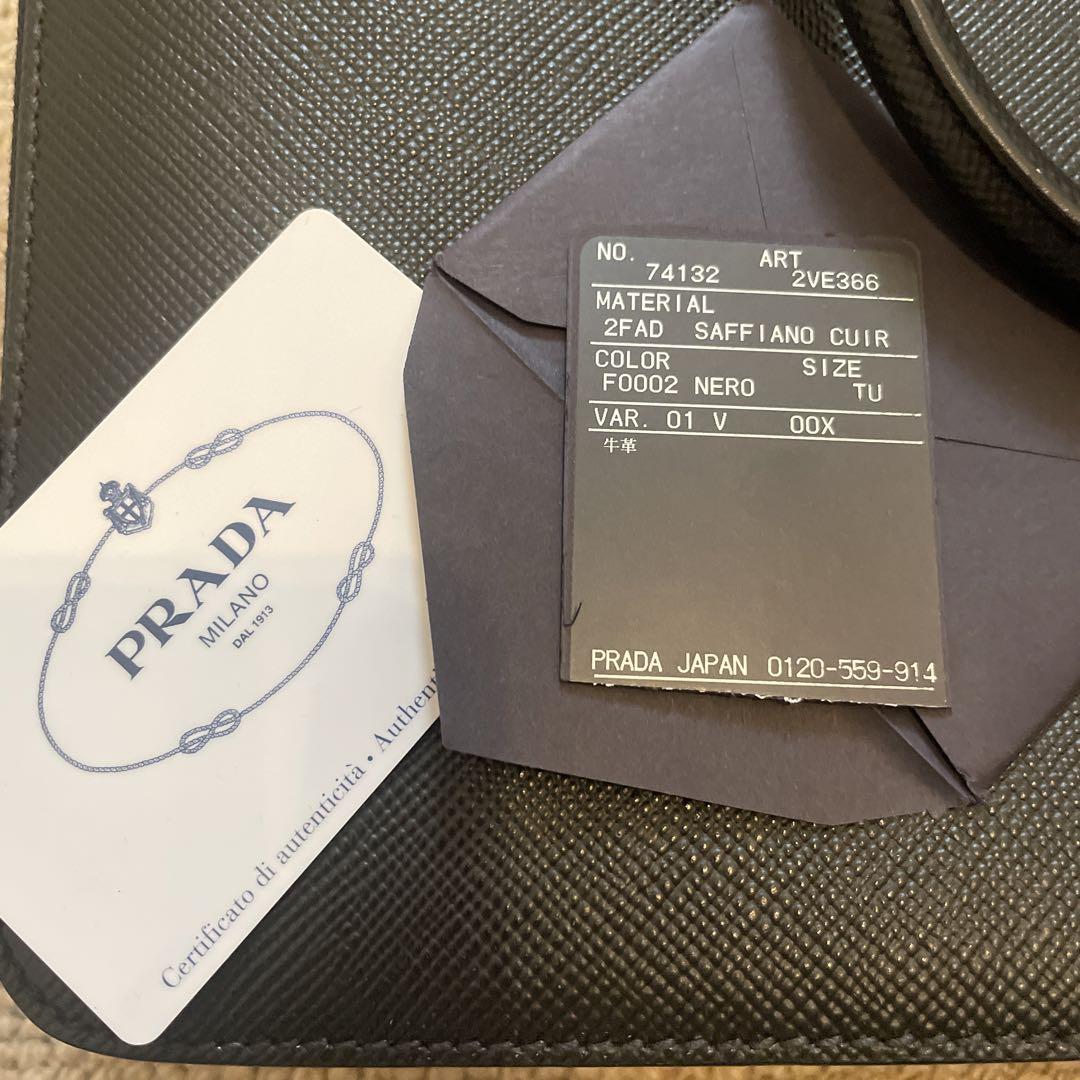 PRADA
MILANO
DAL 1913
Certificato di autenticità • Authenti
NO. ART
74132 2VE366
MATERIAL
2FAD SAFFIANO CUIR
COLOR SIZE
F0002 NERO TU
VAR. 01 V 00X
牛革
PRADA JAPAN 0120-559-914